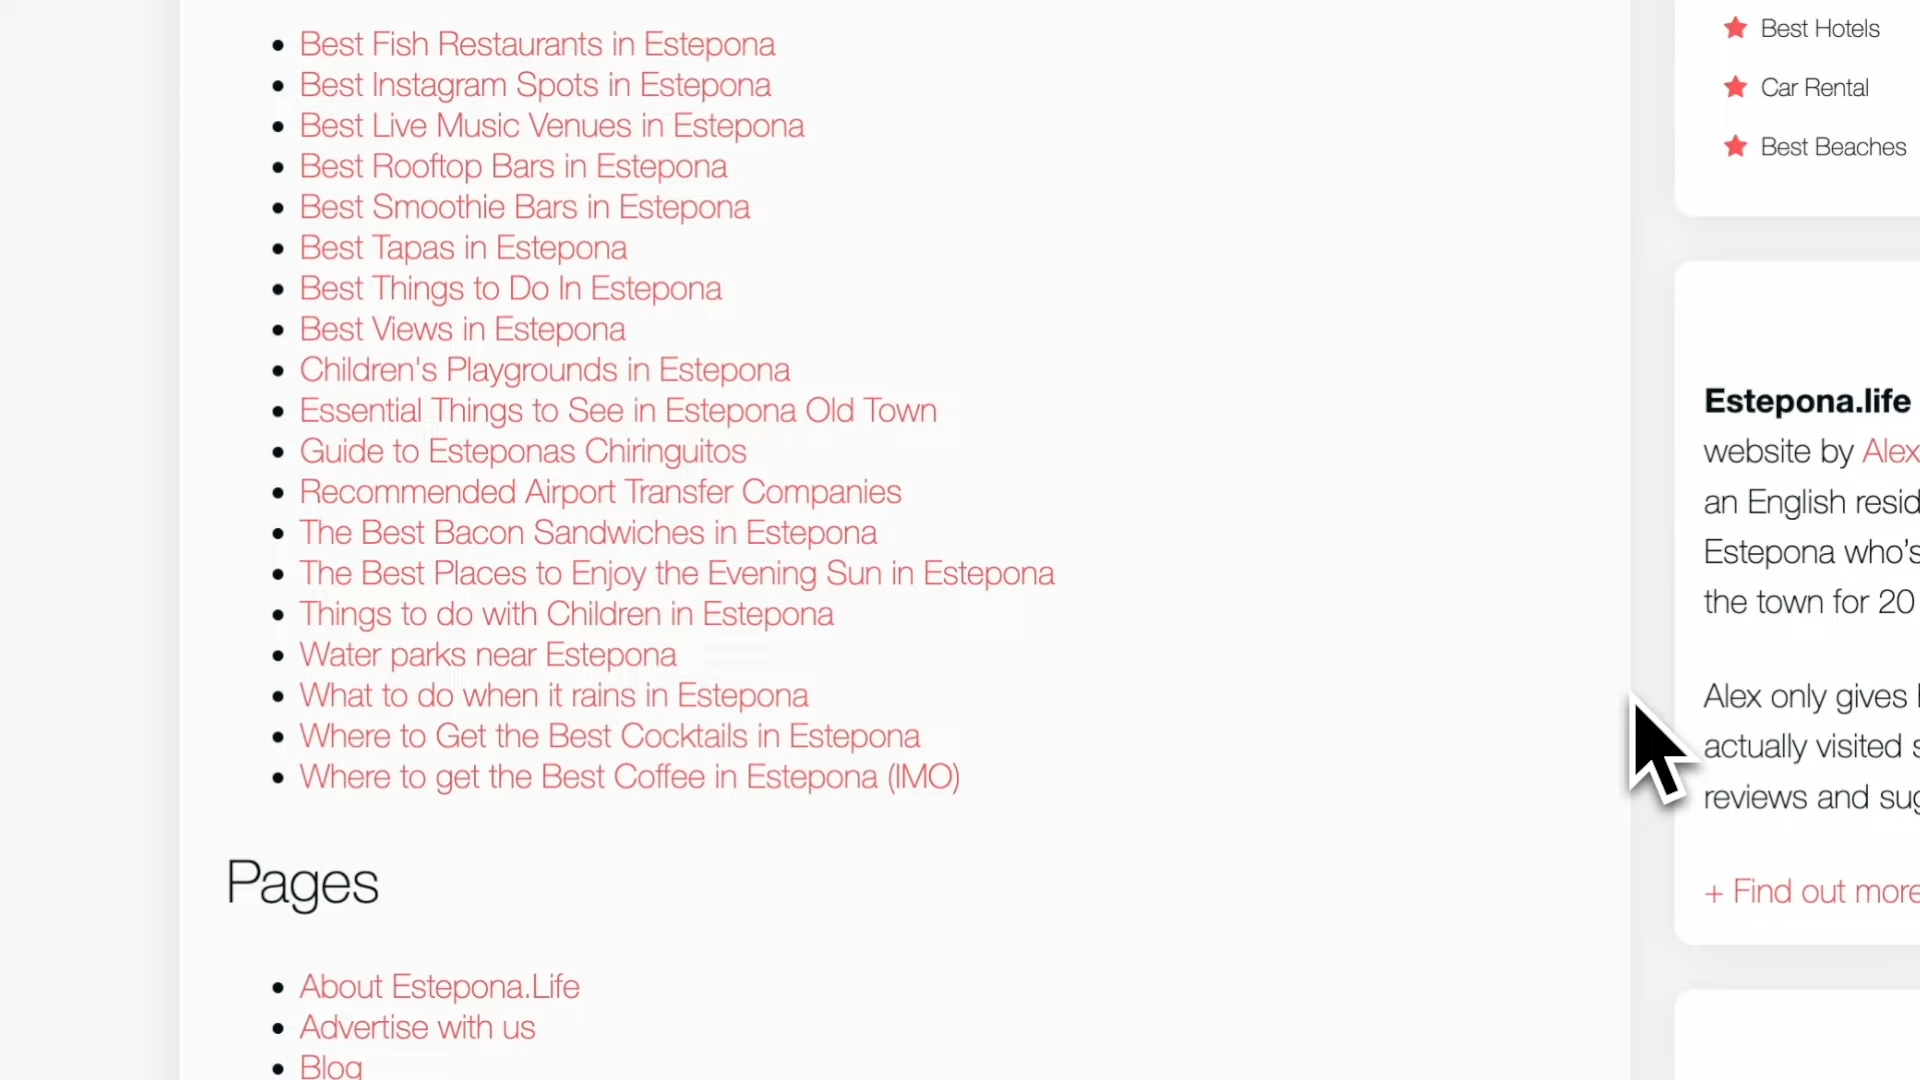 Best Fish Restaurants in Estepona
Best Instagram Spots in Estepona
Best Live Music Venues in Estepona
Best Rooftop Bars in Estepona
Best Smoothie Bars in Estepona
Best Tapas in Estepona
Best Things to Do In Estepona
Best Views in Estepona
Children's Playgrounds in Estepona
Essential Things to See in Estepona Old Town
Guide to Esteponas Chiringuitos
Recommended Airport Transfer Companies
The Best Bacon Sandwiches in Estepona
The Best Places to Enjoy the Evening Sun in Estepona
Things to do with Children in Estepona
Water parks near Estepona
What to do when it rains in Estepona
Where to Get the Best Cocktails in Estepona
Where to get the Best Coffee in Estepona (IMO)
Pages
About Estepona.Life
Advertise with us
Blog
Best Hotels
Car Rental
Best Beaches
Estepona.life
website by Alex
an English resid
Estepona who's
the town for 20
Alex only gives
actually visited s
reviews and sug
+ Find out more